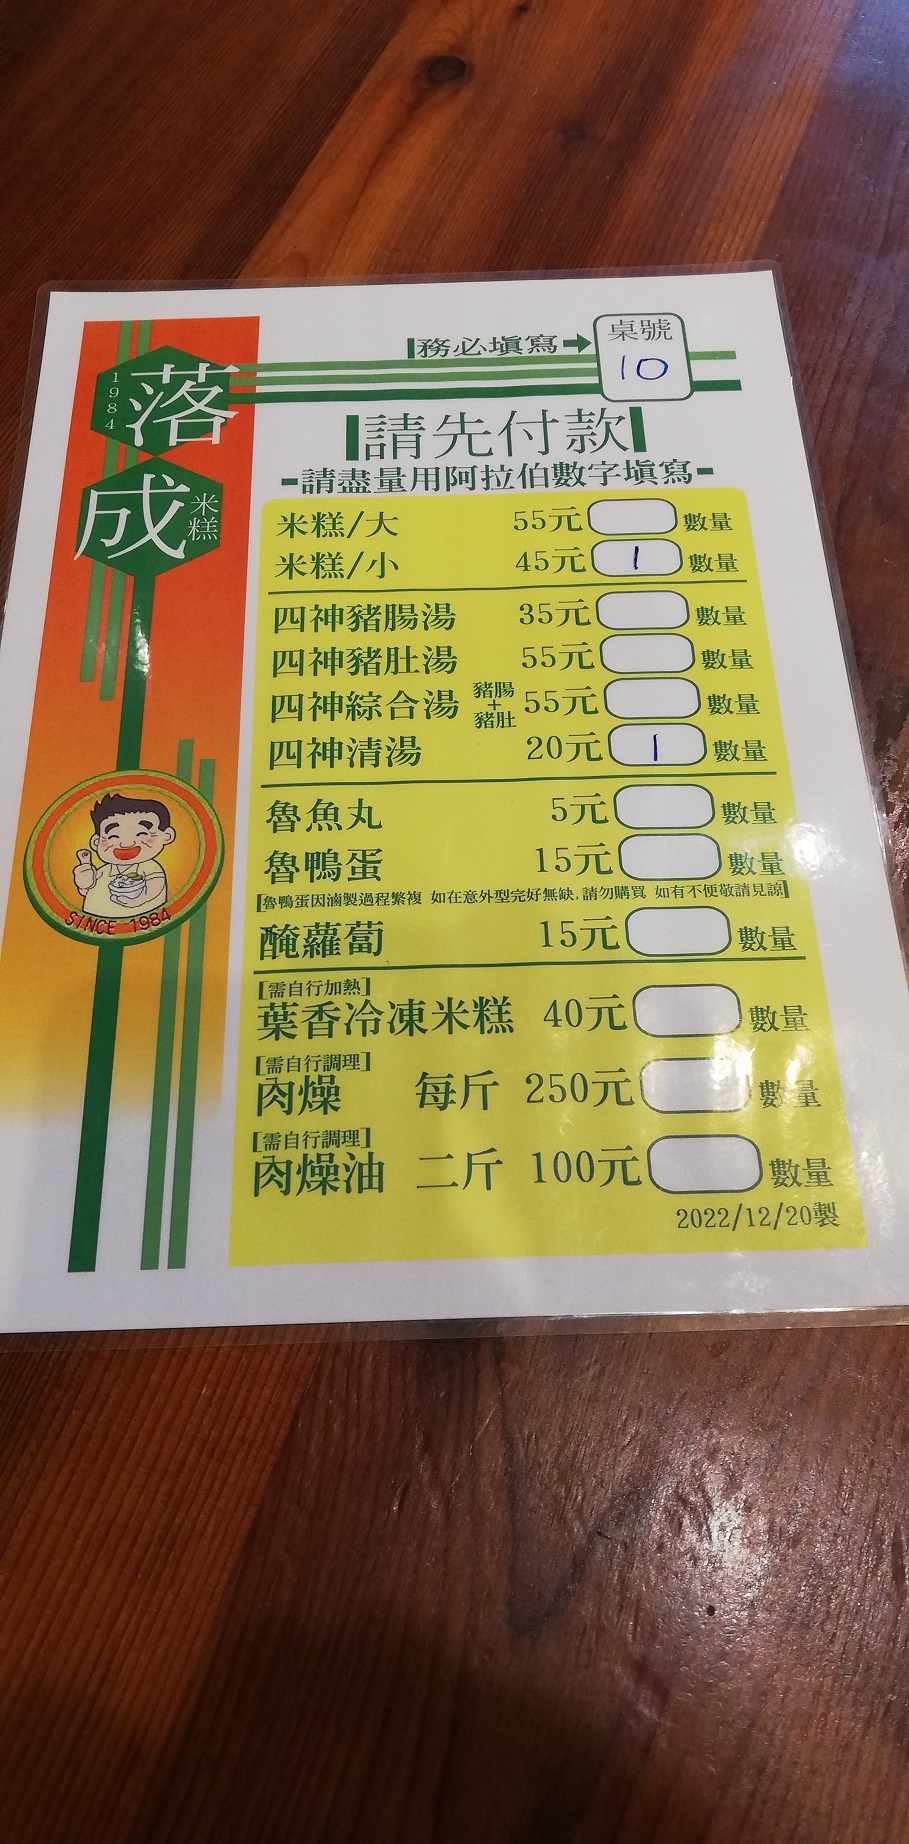 1984
落成
米糕
務必填寫
桌號
10
請先付款
-請盡量用阿拉伯數字填寫-
米糕/大 55元 數量
米糕/小 45元 1 數量
四神豬腸湯 35元 數量
四神豬肚湯 55元 數量
四神綜合湯 豬腸+豬肚 55元 數量
四神清湯 20元 1 數量
魯魚丸 5元 數量
魯鴨蛋 15元 數量
[魯鴨蛋因滷製過程繁複 如在意外型完好無缺,請勿購買 如有不便敬請見諒]
醃蘿蔔 15元 數量
[需自行加熱]
葉香冷凍米糕 40元 數量
[需自行調理]
肉燥 每斤 250元 數量
[需自行調理]
肉燥油 二斤 100元 數量
2022/12/20製
SINCE 1984